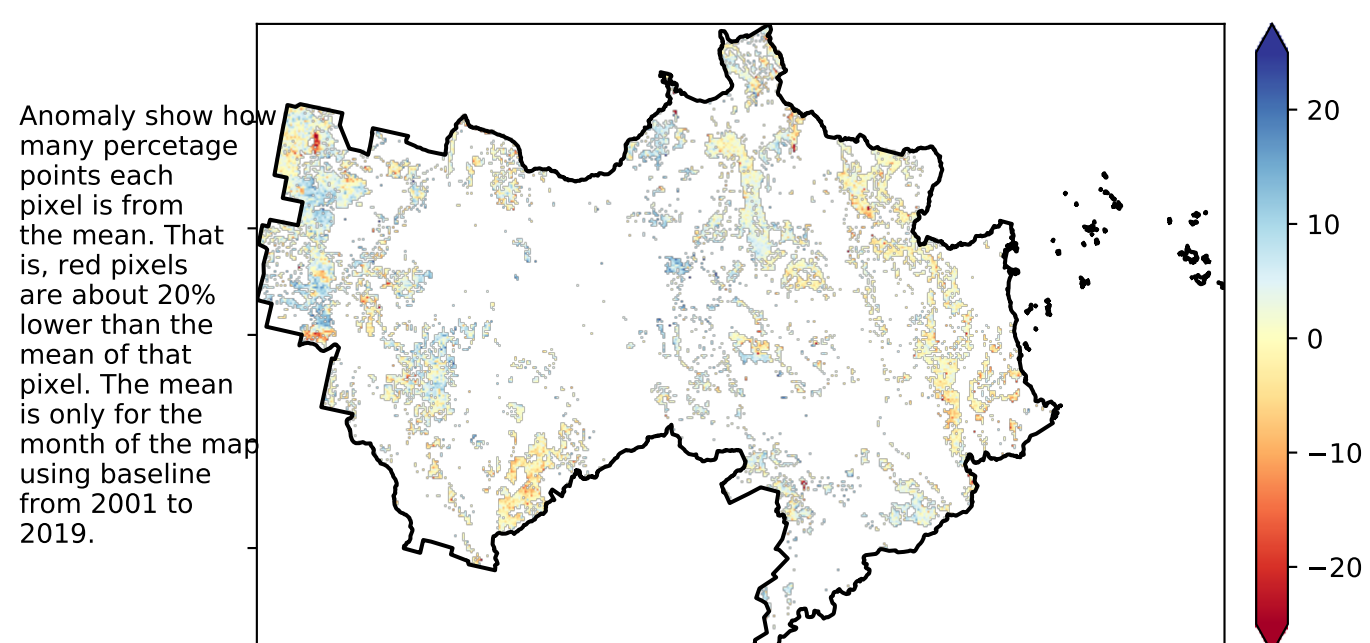 Anomaly show how
many percetage
points each
pixel is from
the mean. That
is, red pixels
are about 20%
lower than the
mean of that
pixel. The mean
is only for the
month of the map
using baseline
from 2001 to
2019.
20
10
0
−10
−20